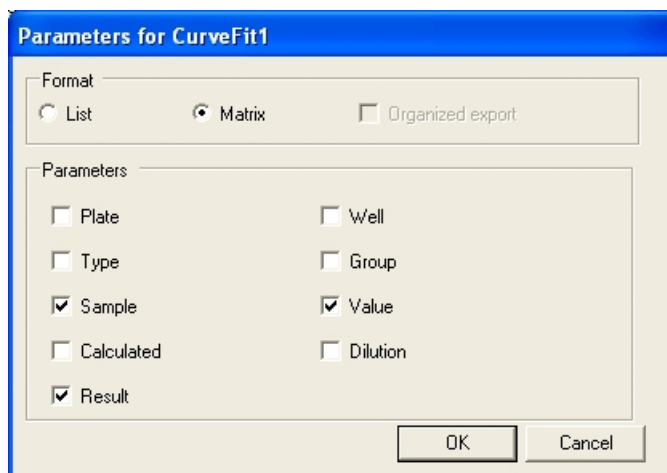 Parameters for CurveFit1
Format
List Matrix Organized export
Parameters
Plate Well
Type Group
Sample Value
Calculated Dilution
Result
OK Cancel